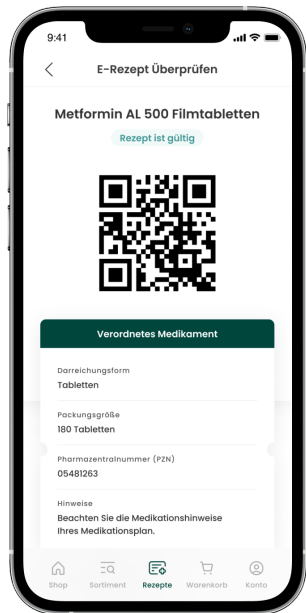 9:41
E-Rezept Überprüfen
Metformin AL 500 Filmtabletten
Rezept ist gültig
Verordnetes Medikament
Darreichungsform
Tabletten
Packungsgröße
180 Tabletten
Pharmazentralnummer (PZN)
05481263
Hinweise
Beachten Sie die Medikationshinweise
Ihres Medikationsplan.
Shop Sortiment Rezepte Warenkorb Konto